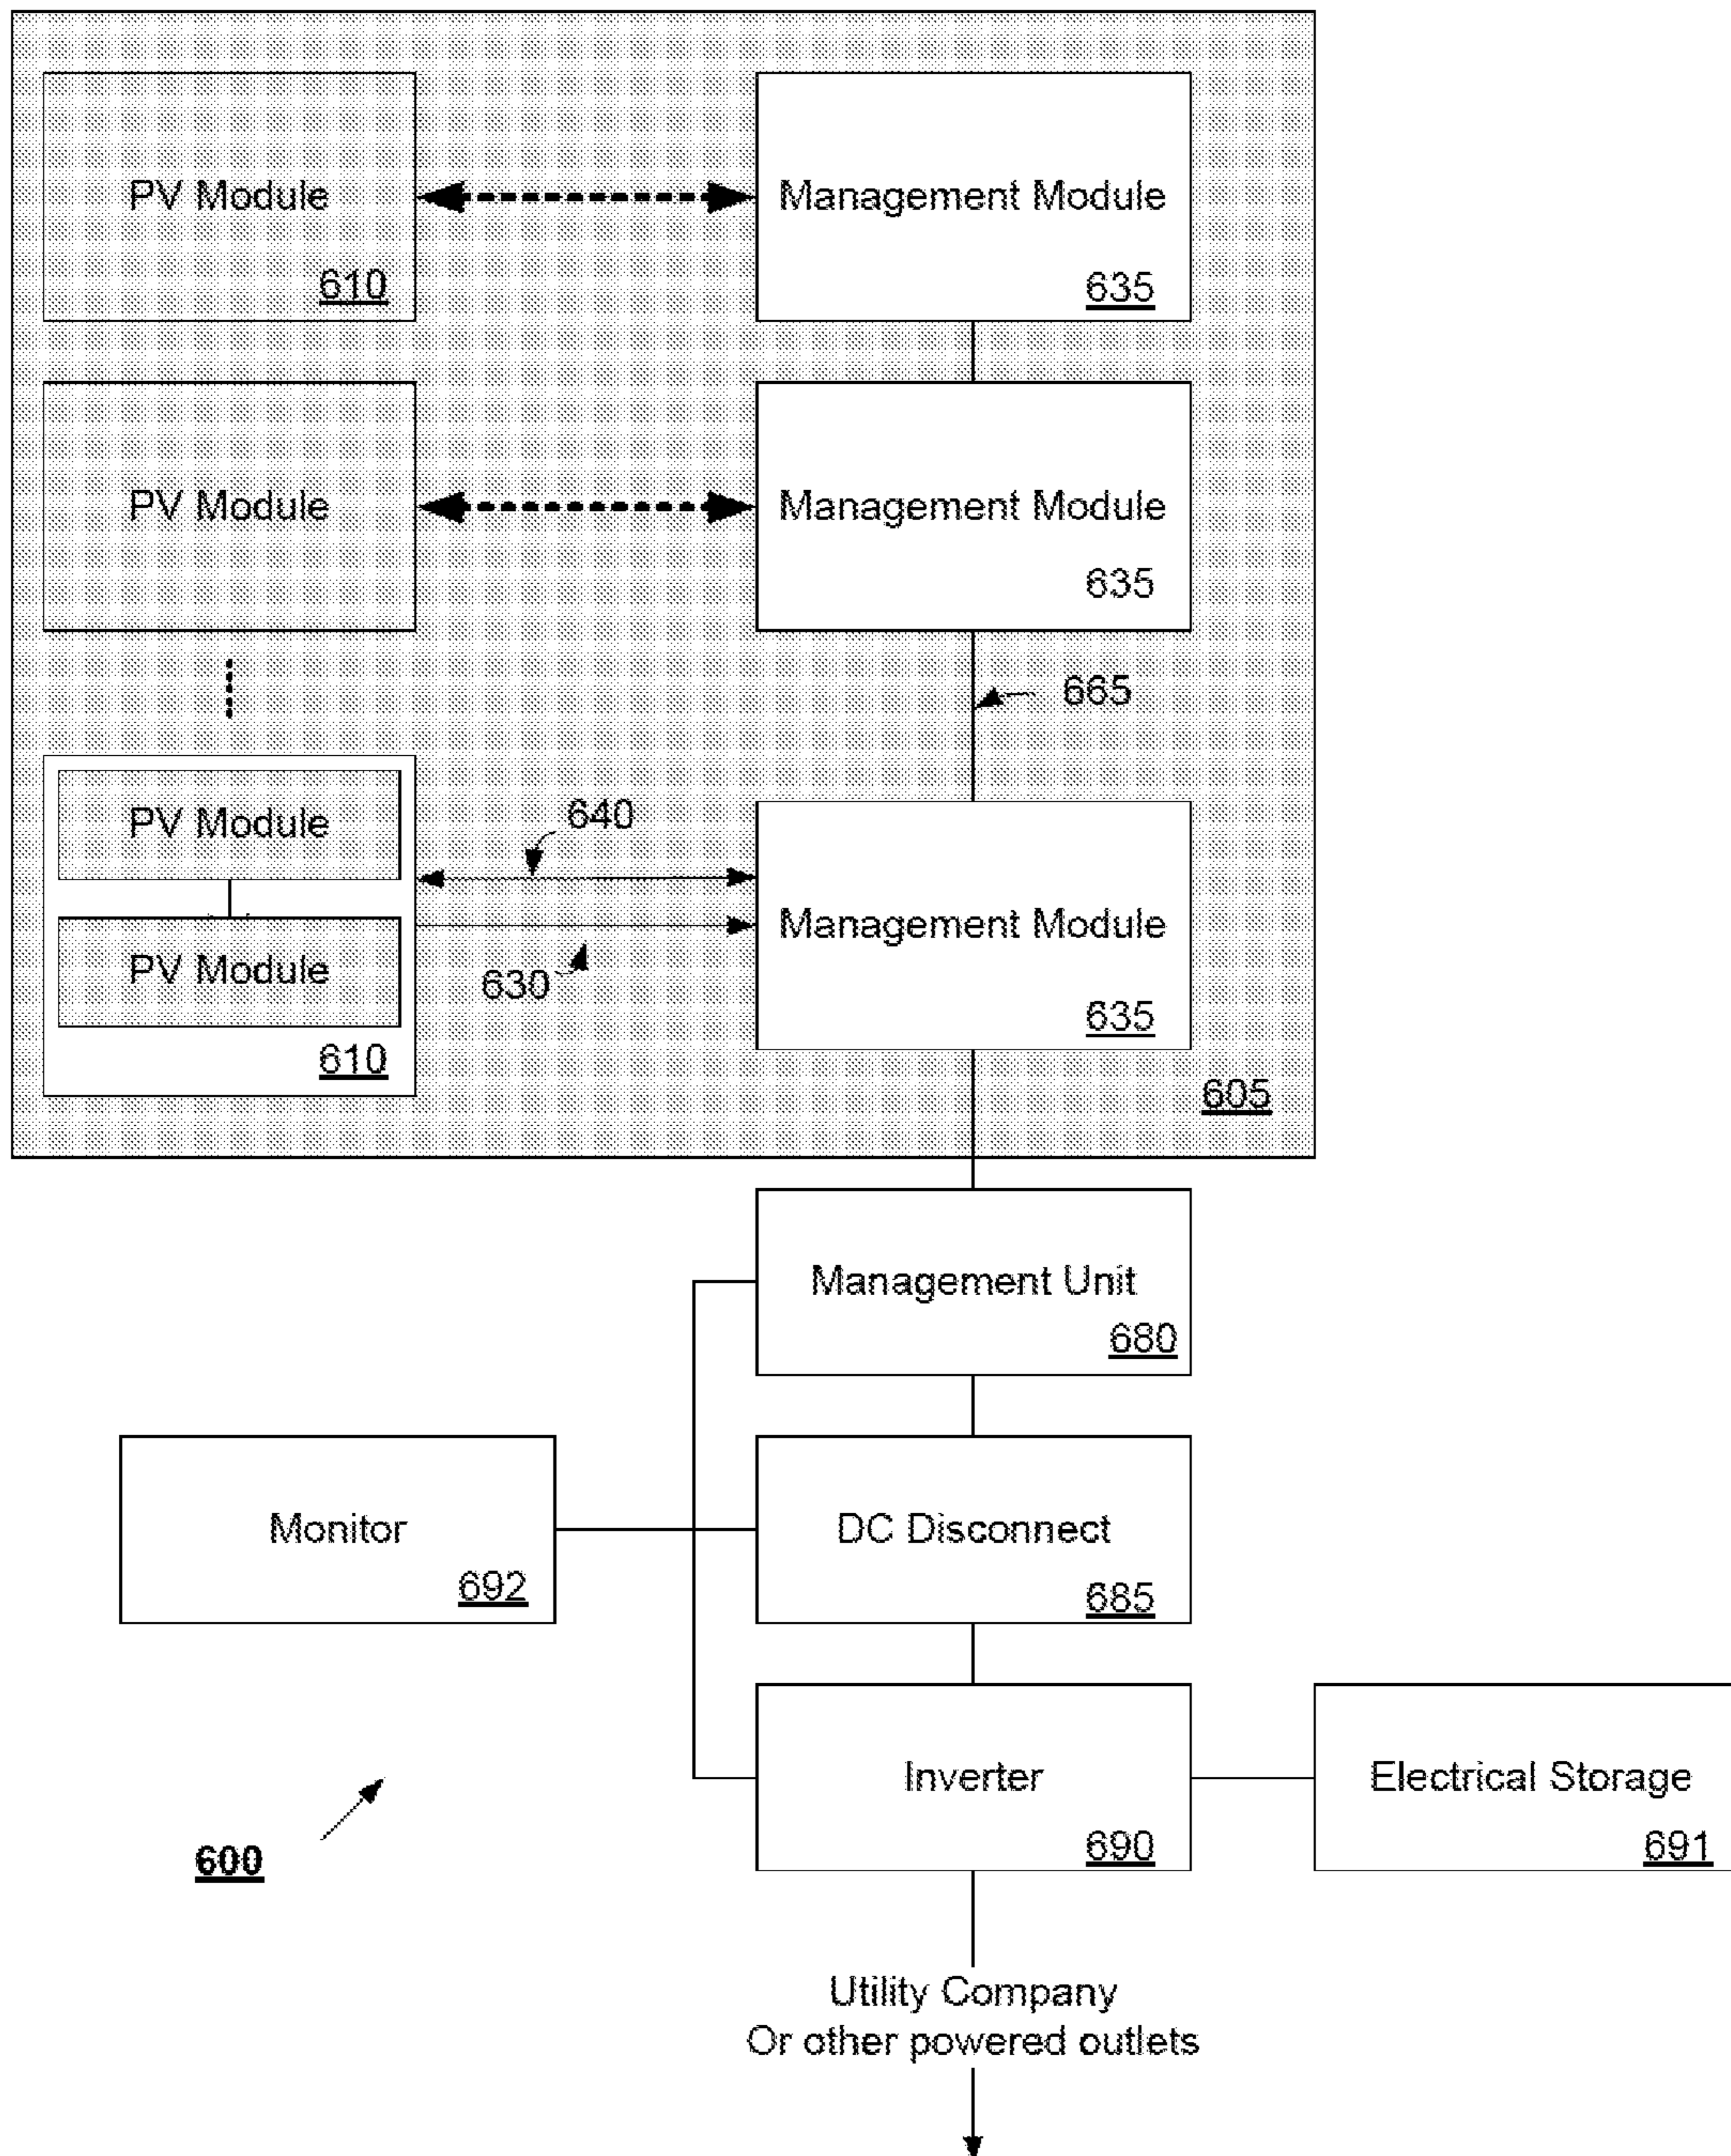 PV Module
610
Management Module
635
PV Module
Management Module
635
665
PV Module
PV Module
610
640
630
Management Module
635
605
Management Unit
680
Monitor
692
DC Disconnect
685
Inverter
690
Electrical Storage
691
600
Utility Company
Or other powered outlets